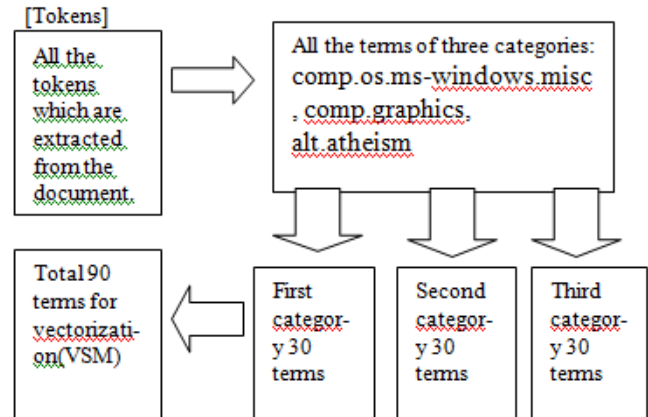 [Tokens]
All the
tokens
which are
extracted
from the
document.
All the terms of three categories:
comp.os.ms-windows.misc
, comp.graphics,
alt.atheism
First
categor-
y 30
terms
Second
categor-
y 30
terms
Third
categor-
y 30
terms
Total 90
terms for
vectorizati-
on(VSM)